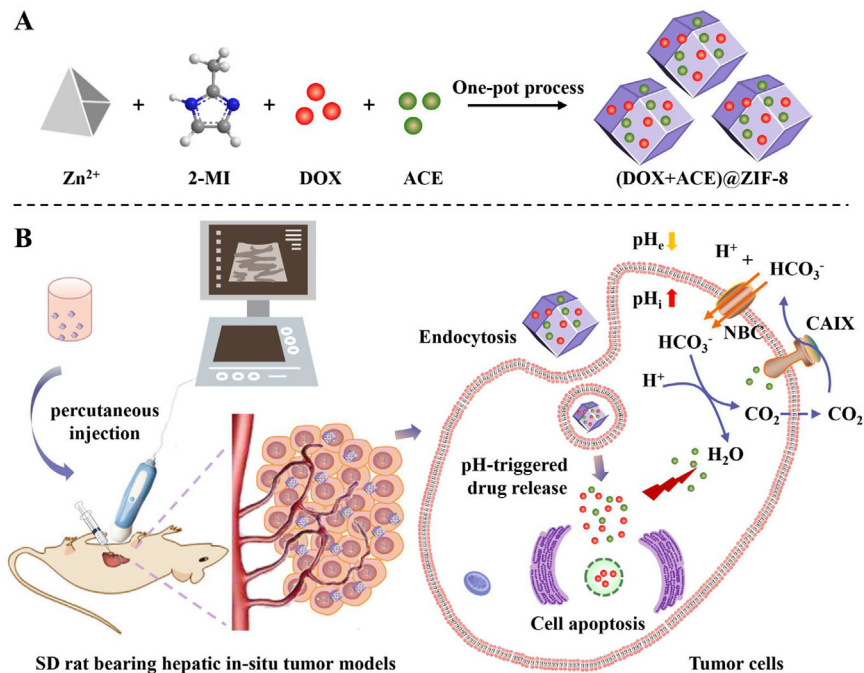 A
+
+
+
One-pot process
Zn²⁺
2-MI
DOX
ACE
(DOX+ACE)@ZIF-8
B
percutaneous
injection
SD rat bearing hepatic in-situ tumor models
pHₑ
pHᵢ
H⁺ +
HCO₃⁻
NBC
CAIX
Endocytosis
HCO₃⁻
H⁺
CO₂
CO₂
H₂O
pH-triggered
drug release
Cell apoptosis
Tumor cells